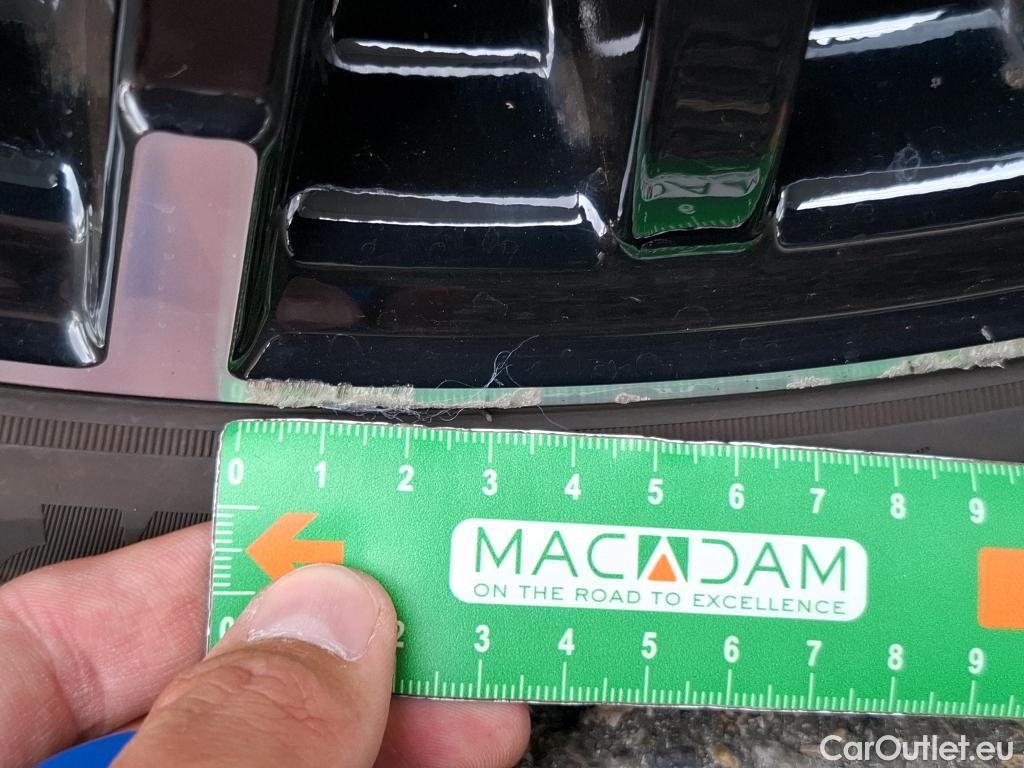 0 1 2 3 4 5 6 7 8 9
MACADAM
ON THE ROAD TO EXCELLENCE
0 2 3 4 5 6 7 8 9
CarOutlet.eu